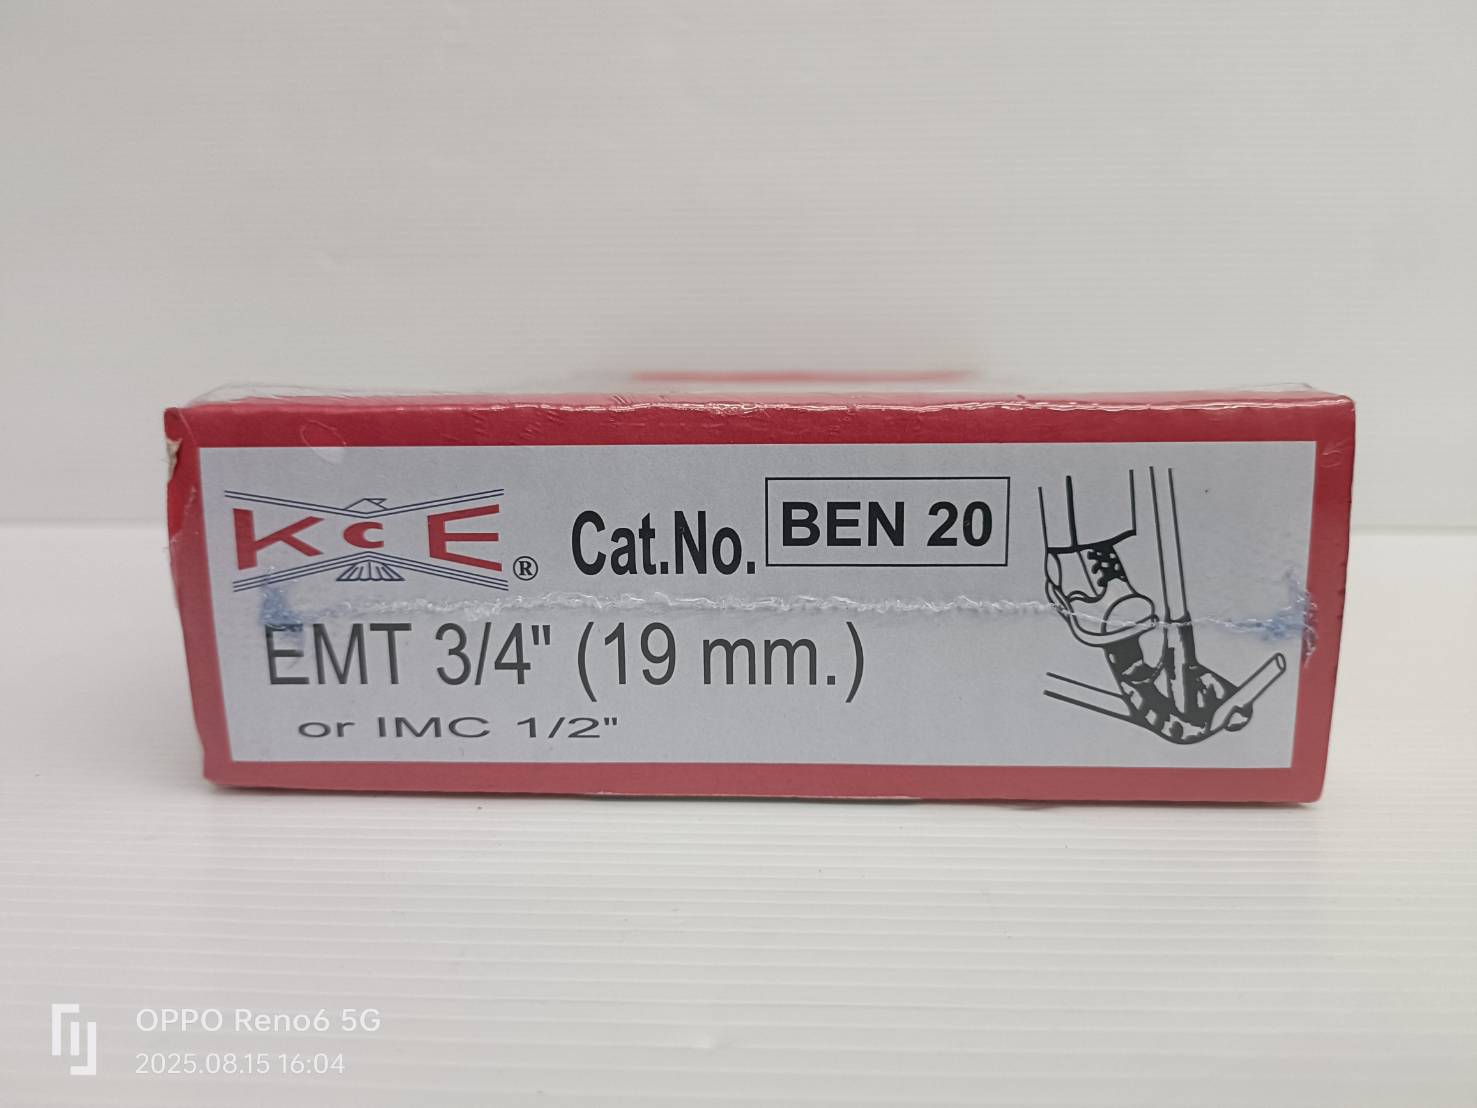 KCE ® Cat.No. BEN 20
EMT 3/4" (19 mm.)
or IMC 1/2"
OPPO Reno6 5G
2025.08.15 16:04